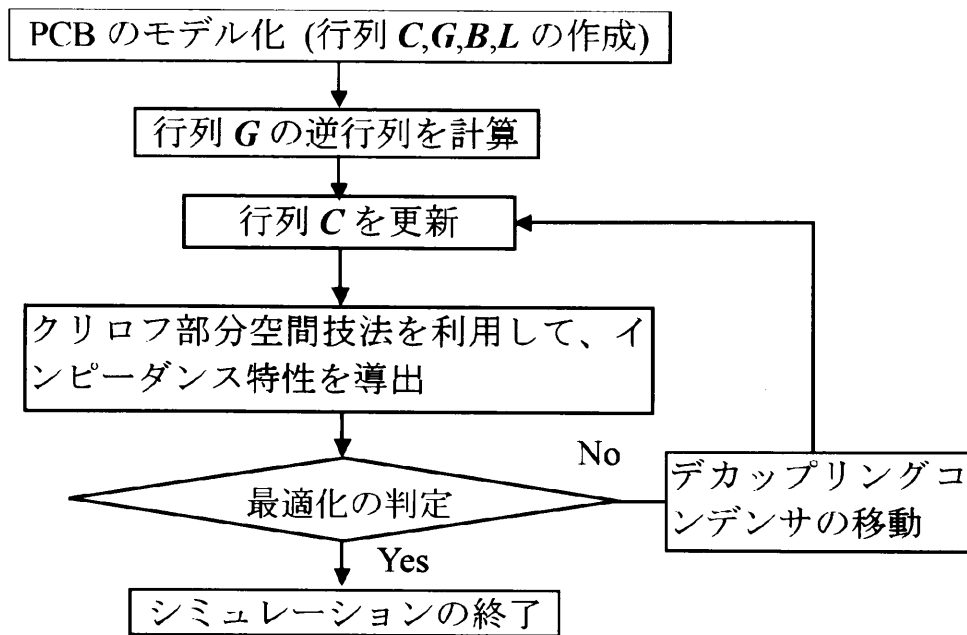 PCB のモデル化 (行列 C,G,B,L の作成)
行列 G の逆行列を計算
行列 C を更新
クリロフ部分空間技法を利用して、イ
ンピーダンス特性を導出
No
最適化の判定
デカップリングコ
ンデンサの移動
Yes
シミュレーションの終了